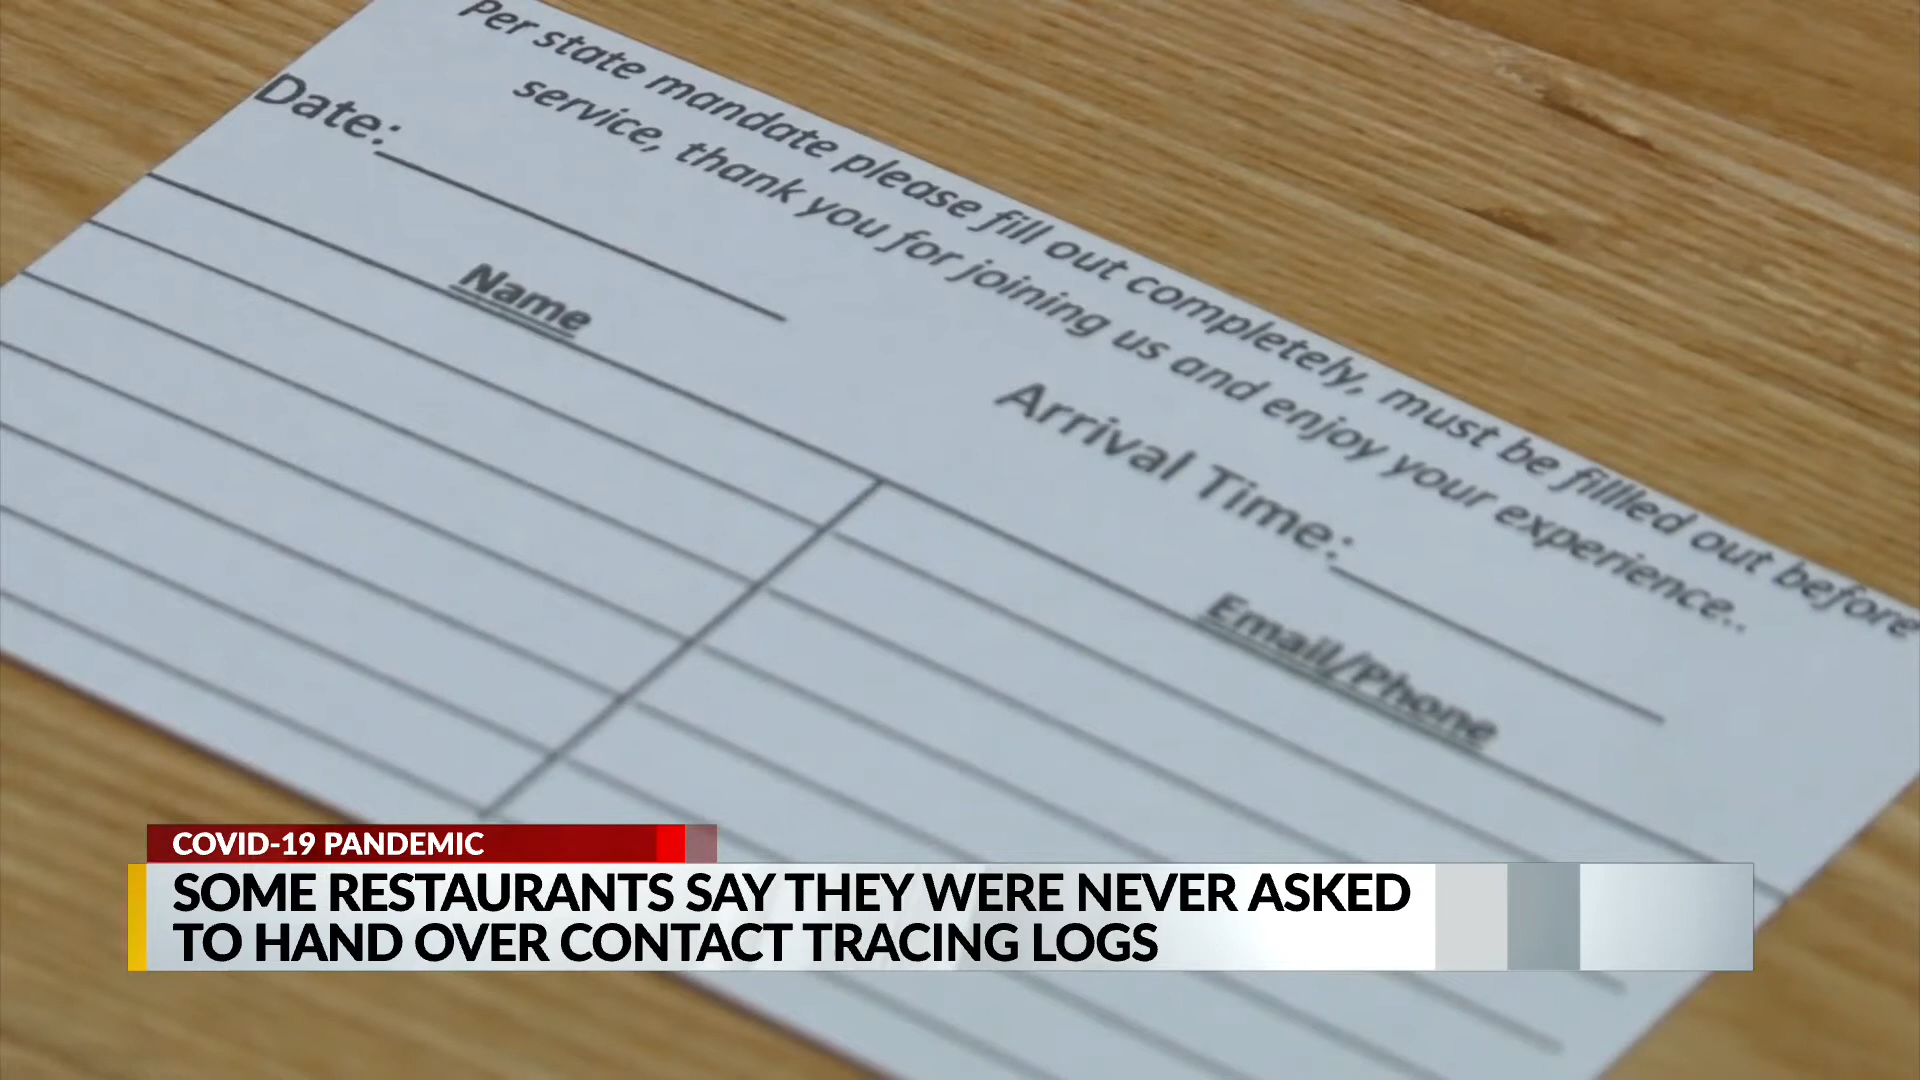 Per state mandate please fill out completely, must be fillled out before
service, thank you for joining us and enjoy your experience..
Date:
Arrival Time:
Name
Email/Phone
COVID-19 PANDEMIC
SOME RESTAURANTS SAY THEY WERE NEVER ASKED
TO HAND OVER CONTACT TRACING LOGS